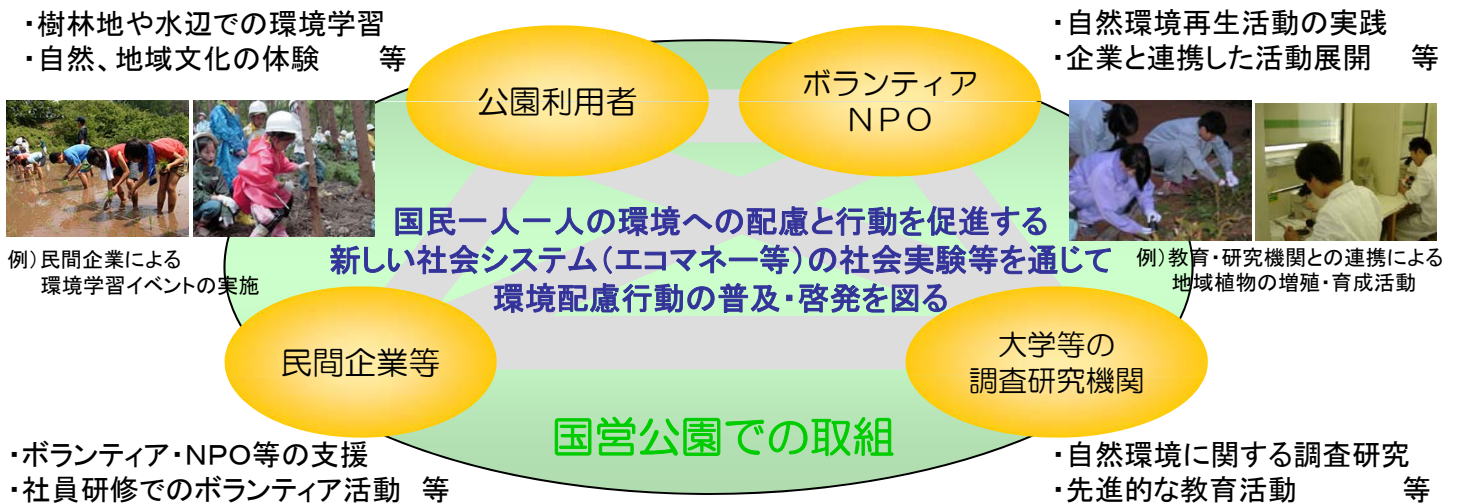 ・樹林地や水辺での環境学習
・自然、地域文化の体験　　等
・自然環境再生活動の実践
・企業と連携した活動展開　　等
公園利用者
ボランティア
ＮＰＯ
国民一人一人の環境への配慮と行動を促進する
新しい社会システム（エコマネー等）の社会実験等を通じて
環境配慮行動の普及・啓発を図る
例）民間企業による
環境学習イベントの実施
例）教育・研究機関との連携による
地域植物の増殖・育成活動
民間企業等
大学等の
調査研究機関
国営公園での取組
・ボランティア・NPO等の支援
・社員研修でのボランティア活動　等
・自然環境に関する調査研究
・先進的な教育活動　　　　等